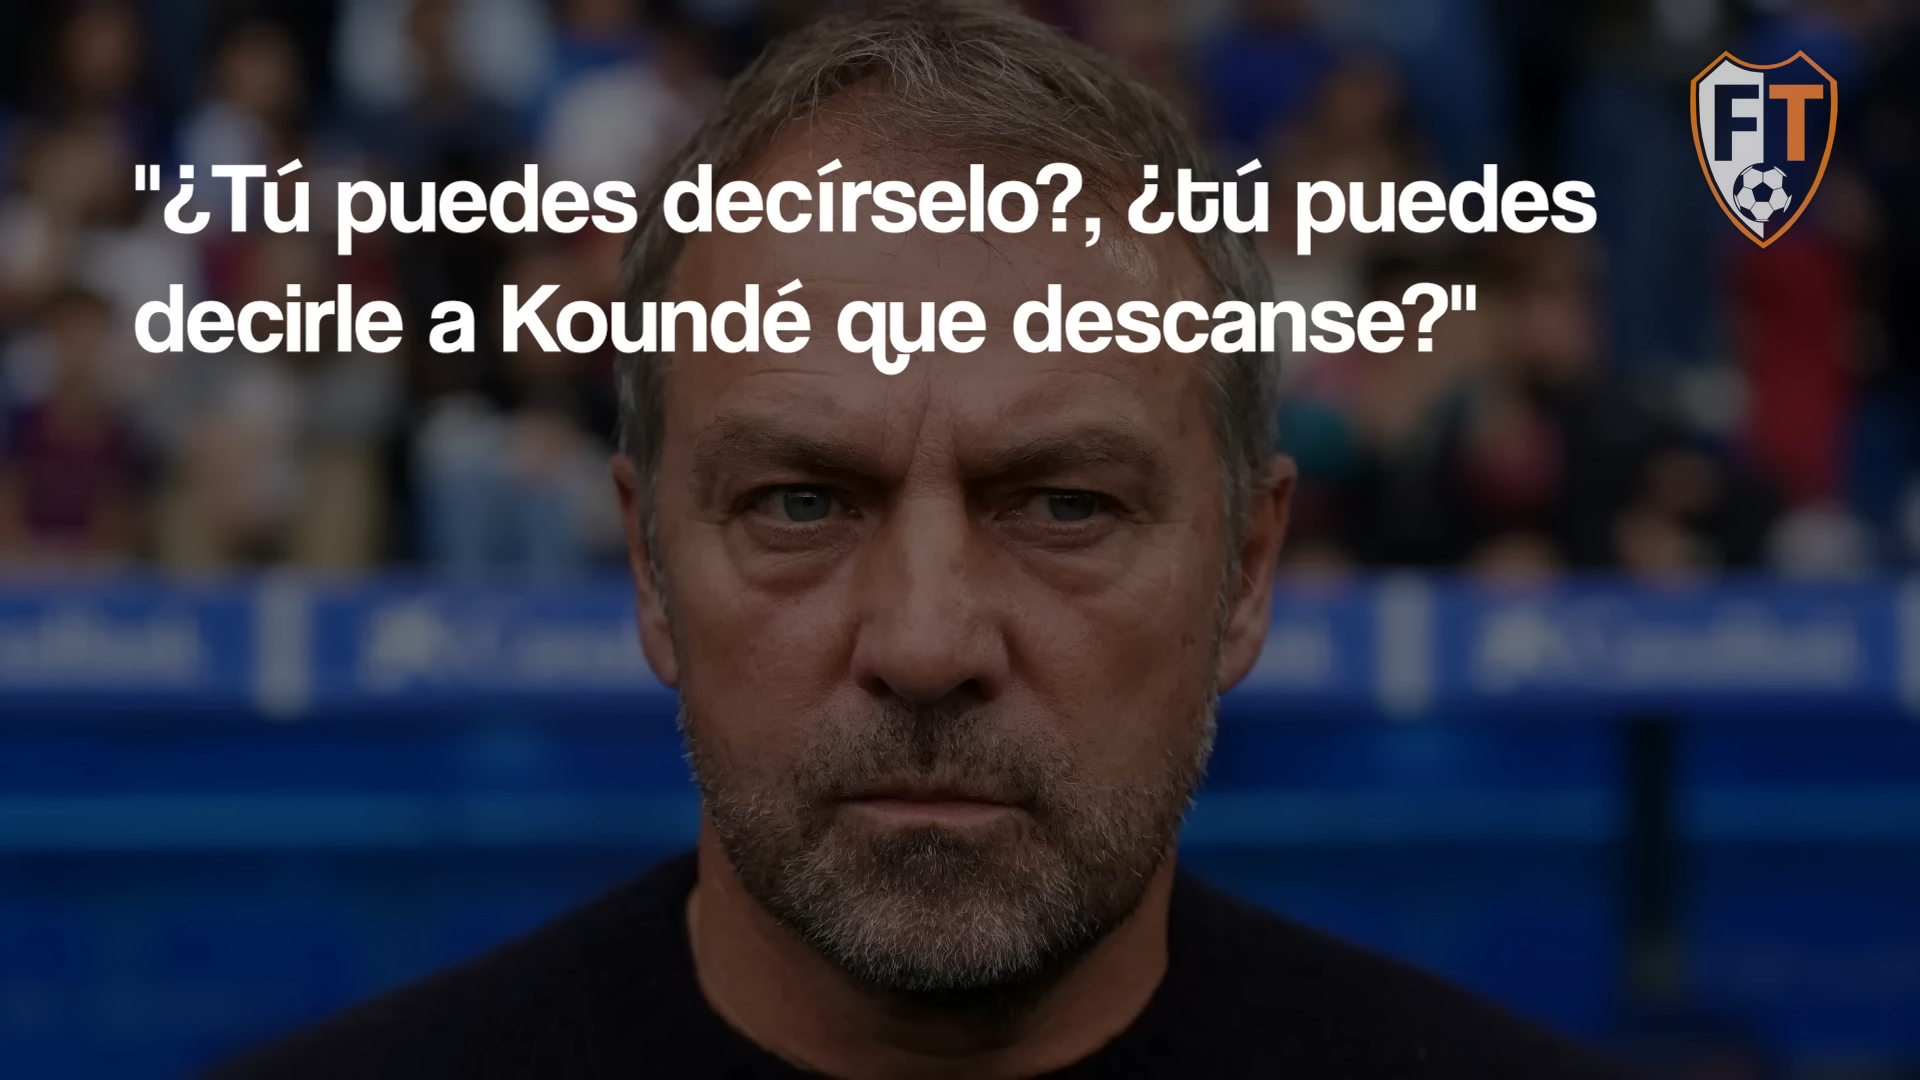 "¿Tú puedes decírselo?, ¿tú puedes
decirle a Koundé que descanse?"
FT